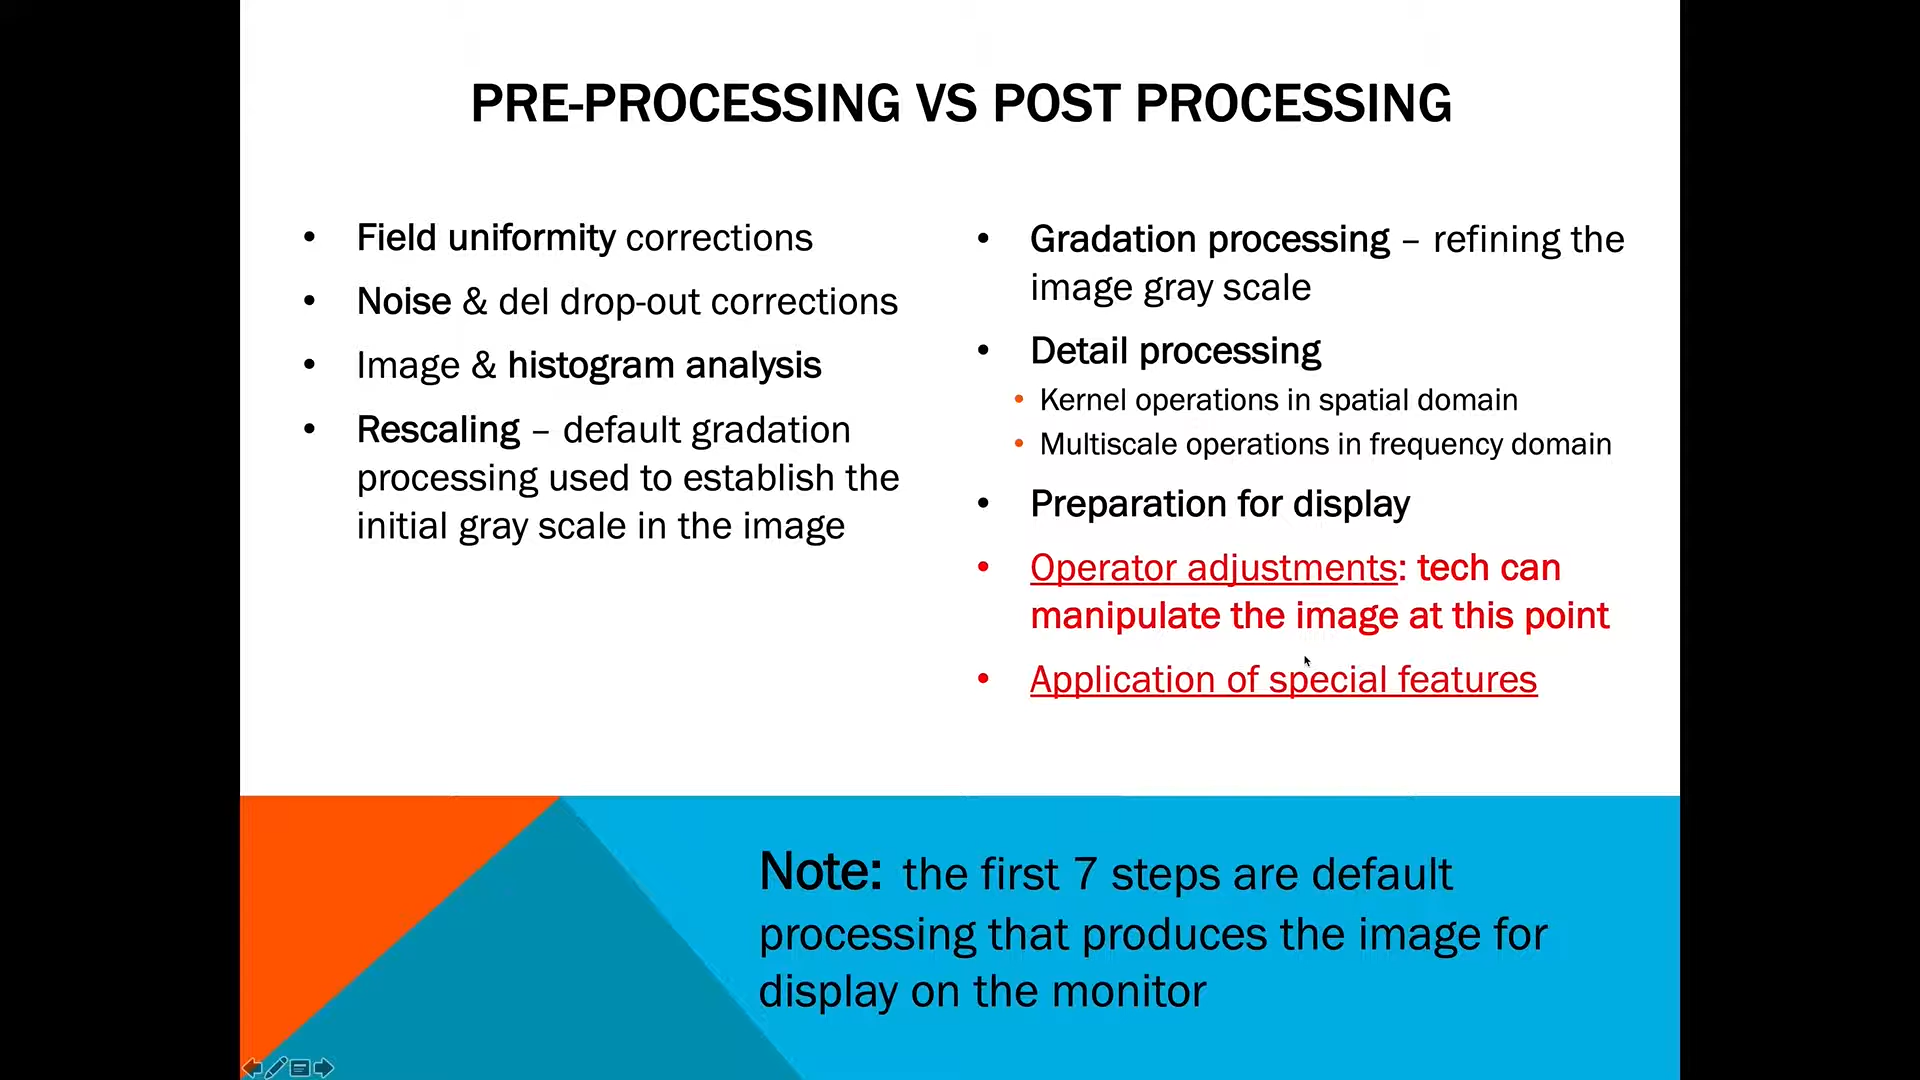 PRE-PROCESSING VS POST PROCESSING
• Field uniformity corrections
• Noise & del drop-out corrections
• Image & histogram analysis
• Rescaling – default gradation
processing used to establish the
initial gray scale in the image
• Gradation processing – refining the
image gray scale
• Detail processing
• Kernel operations in spatial domain
• Multiscale operations in frequency domain
• Preparation for display
• Operator adjustments: tech can
manipulate the image at this point
• Application of special features
Note: the first 7 steps are default
processing that produces the image for
display on the monitor